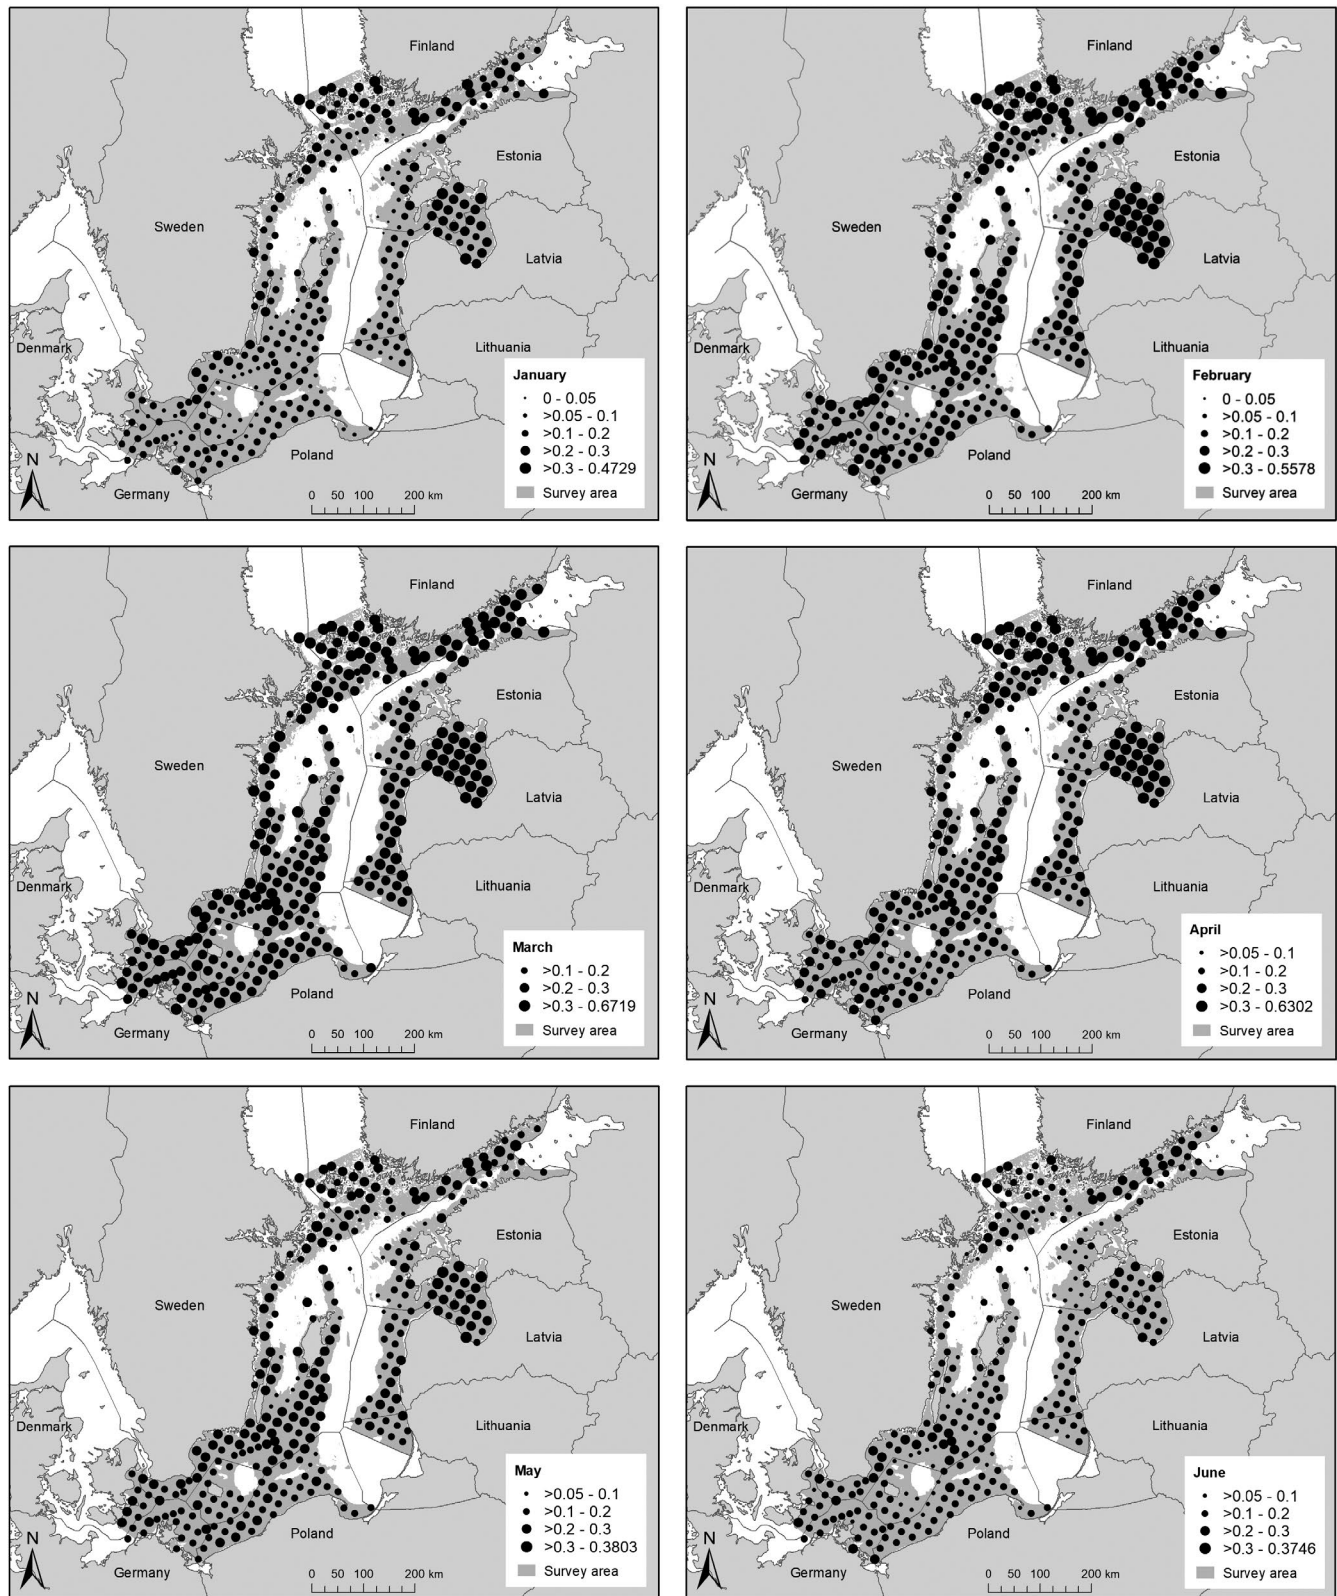 Finland
Estonia
Sweden
Latvia
Denmark
Lithuania
January
0 - 0.05
>0.05 - 0.1
>0.1 - 0.2
>0.2 - 0.3
>0.3 - 0.4729
Survey area
Poland
Germany
N
0 50 100 200 km
Finland
Estonia
Sweden
Latvia
Denmark
Lithuania
February
0 - 0.05
>0.05 - 0.1
>0.1 - 0.2
>0.2 - 0.3
>0.3 - 0.5578
Survey area
Poland
Germany
N
0 50 100 200 km
Finland
Estonia
Sweden
Latvia
Denmark
Lithuania
March
>0.1 - 0.2
>0.2 - 0.3
>0.3 - 0.6719
Survey area
Poland
Germany
N
0 50 100 200 km
Finland
Estonia
Sweden
Latvia
Denmark
Lithuania
April
>0.05 - 0.1
>0.1 - 0.2
>0.2 - 0.3
>0.3 - 0.6302
Survey area
Poland
Germany
N
0 50 100 200 km
Finland
Estonia
Sweden
Latvia
Denmark
Lithuania
May
>0.05 - 0.1
>0.1 - 0.2
>0.2 - 0.3
>0.3 - 0.3803
Survey area
Poland
Germany
N
0 50 100 200 km
Finland
Estonia
Sweden
Latvia
Denmark
Lithuania
June
>0.05 - 0.1
>0.1 - 0.2
>0.2 - 0.3
>0.3 - 0.3746
Survey area
Poland
Germany
N
0 50 100 200 km